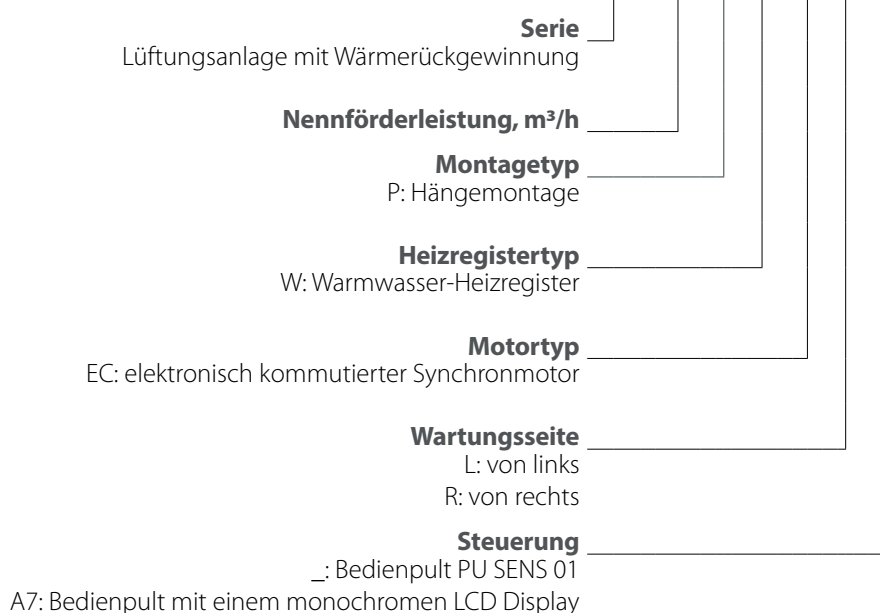 Serie
Lüftungsanlage mit Wärmerückgewinnung
Nennförderleistung, m³/h
Montagetyp
P: Hängemontage
Heizregistertyp
W: Warmwasser-Heizregister
Motortyp
EC: elektronisch kommutierter Synchronmotor
Wartungsseite
L: von links
R: von rechts
Steuerung
_: Bedienpult PU SENS 01
A7: Bedienpult mit einem monochromen LCD Display